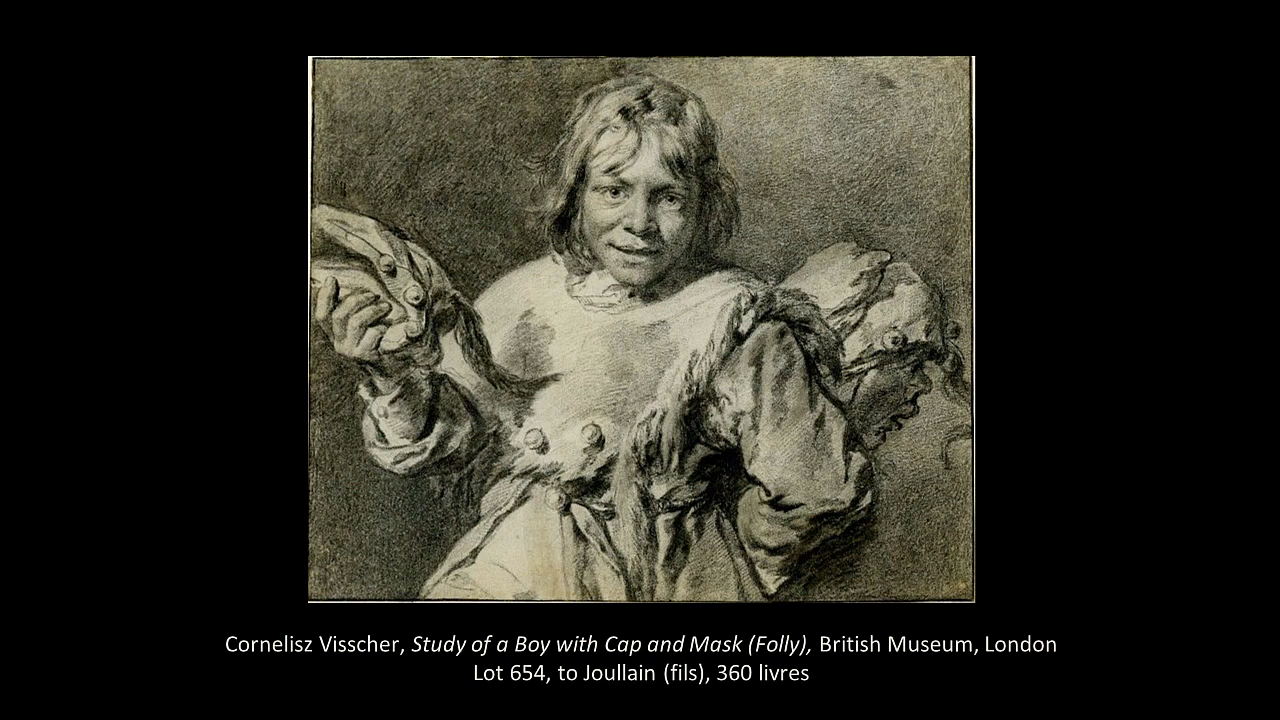 Cornelisz Visscher, Study of a Boy with Cap and Mask (Folly), British Museum, London
Lot 654, to Joullain (fils), 360 livres